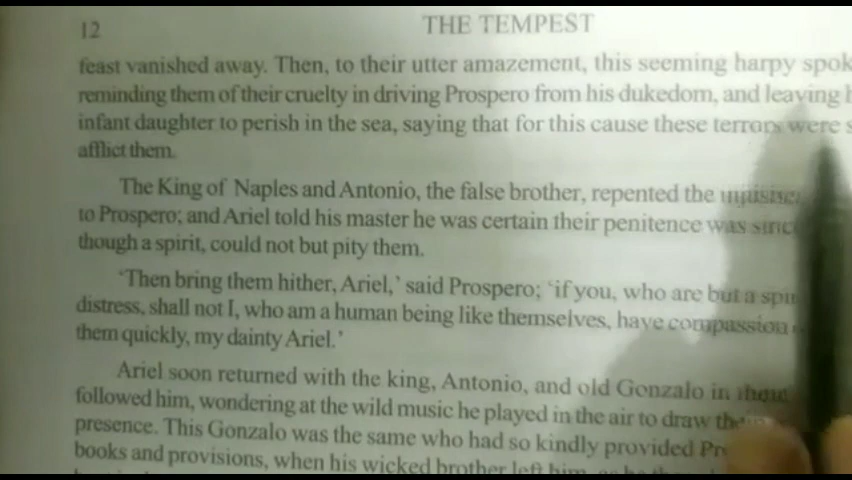 12
THE TEMPEST
feast vanished away. Then, to their utter amazement, this seeming harpy spok
reminding them of their cruelty in driving Prospero from his dukedom, and leaving h
infant daughter to perish in the sea, saying that for this cause these terrors were s
afflict them.
The King of Naples and Antonio, the false brother, repented the
to Prospero; and Ariel told his master he was certain their penitence was since
though a spirit, could not but pity them.
'Then bring them hither, Ariel,' said Prospero; 'if you, who are but a spi
distress, shall not I, who am a human being like themselves, have compassion
them quickly, my dainty Ariel.'
Ariel soon returned with the king, Antonio, and old Gonzalo in
followed him, wondering at the wild music he played in the air to draw
presence. This Gonzalo was the same who had so kindly provided Pr
books and provisions, when his wicked brother left him,